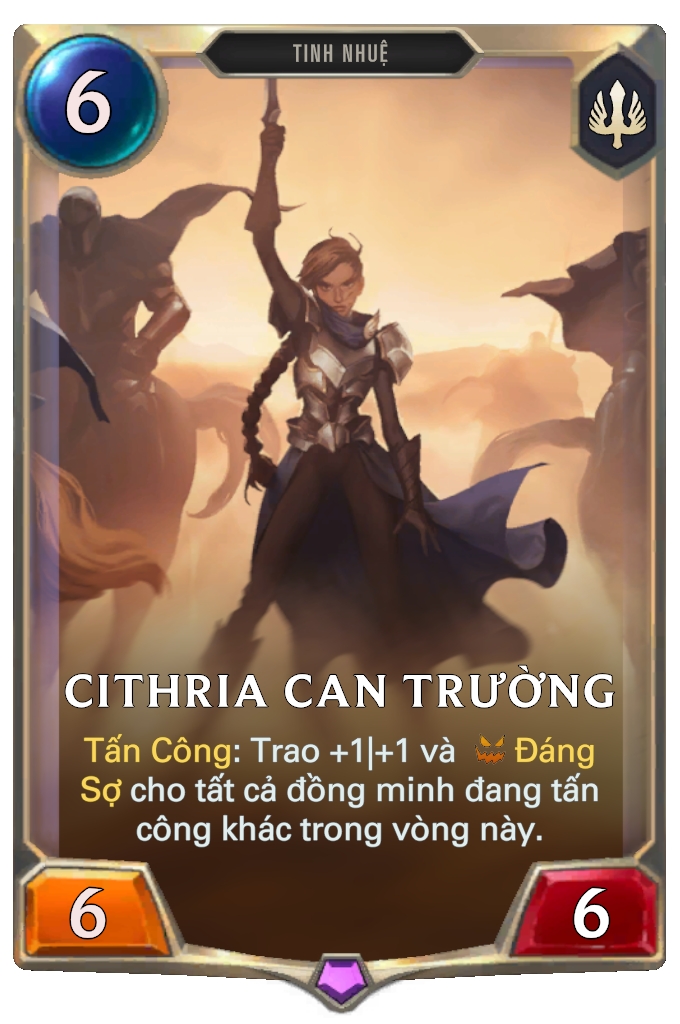 6
TINH NHUỆ
CITHRIA CAN TRƯỜNG
Tấn Công: Trao +1|+1 và Đáng
Sợ cho tất cả đồng minh đang tấn
công khác trong vòng này.
6
6